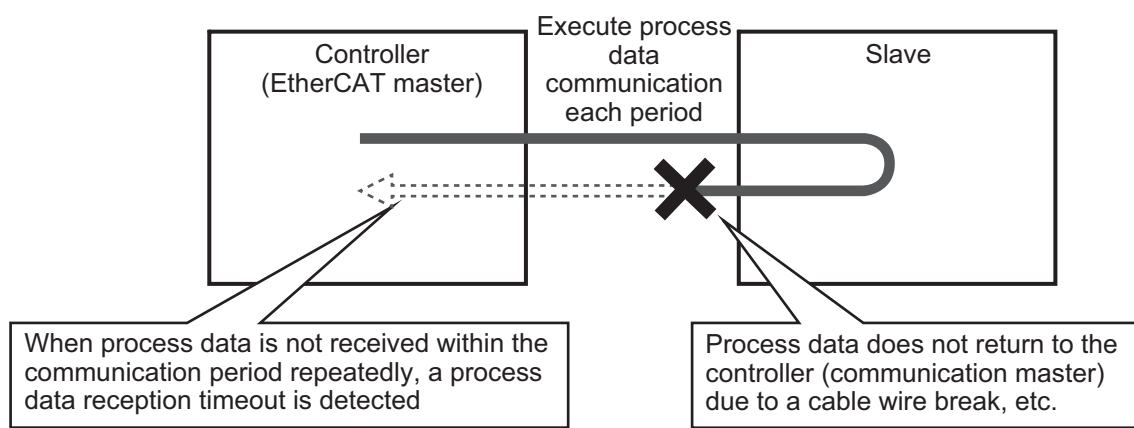 Controller
(EtherCAT master)
Execute process
data
communication
each period
Slave
When process data is not received within the
communication period repeatedly, a process
data reception timeout is detected
Process data does not return to the
controller (communication master)
due to a cable wire break, etc.